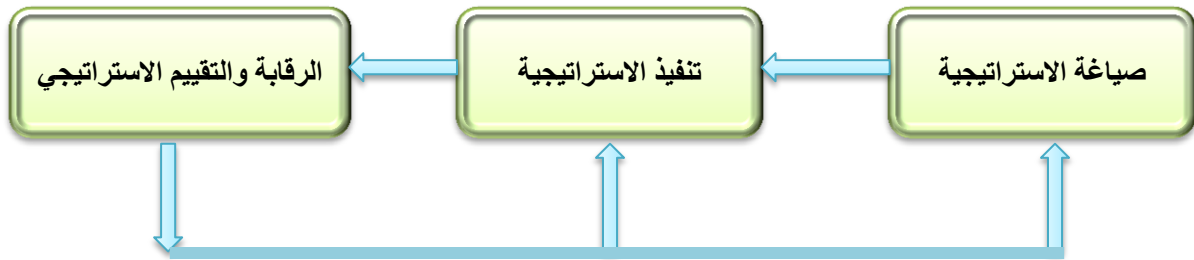 صياغة الاستراتيجية
تنفيذ الاستراتيجية
الرقابة والتقييم الاستراتيجي